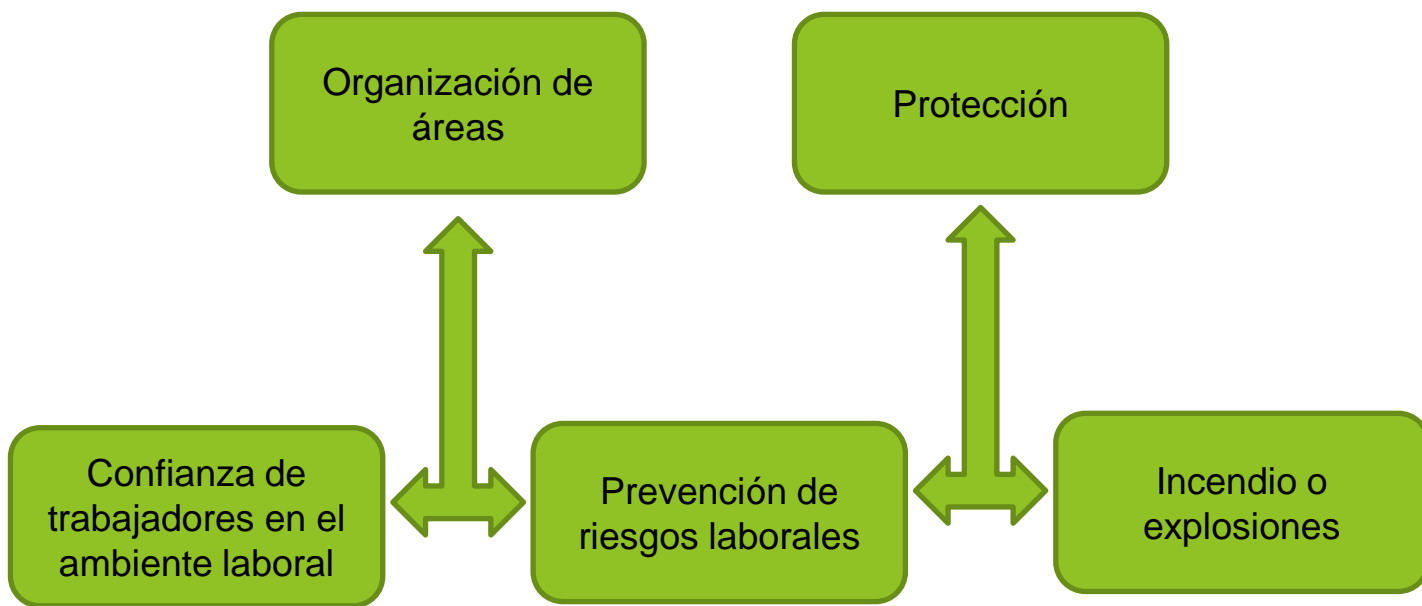 Organización de
áreas
Protección
Confianza de
trabajadores en el
ambiente laboral
Prevención de
riesgos laborales
Incendio o
explosiones